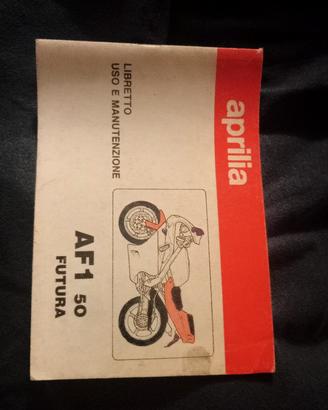 aprilia
LIBRETTO
USO E MANUTENZIONE
AF1 50
FUTURA